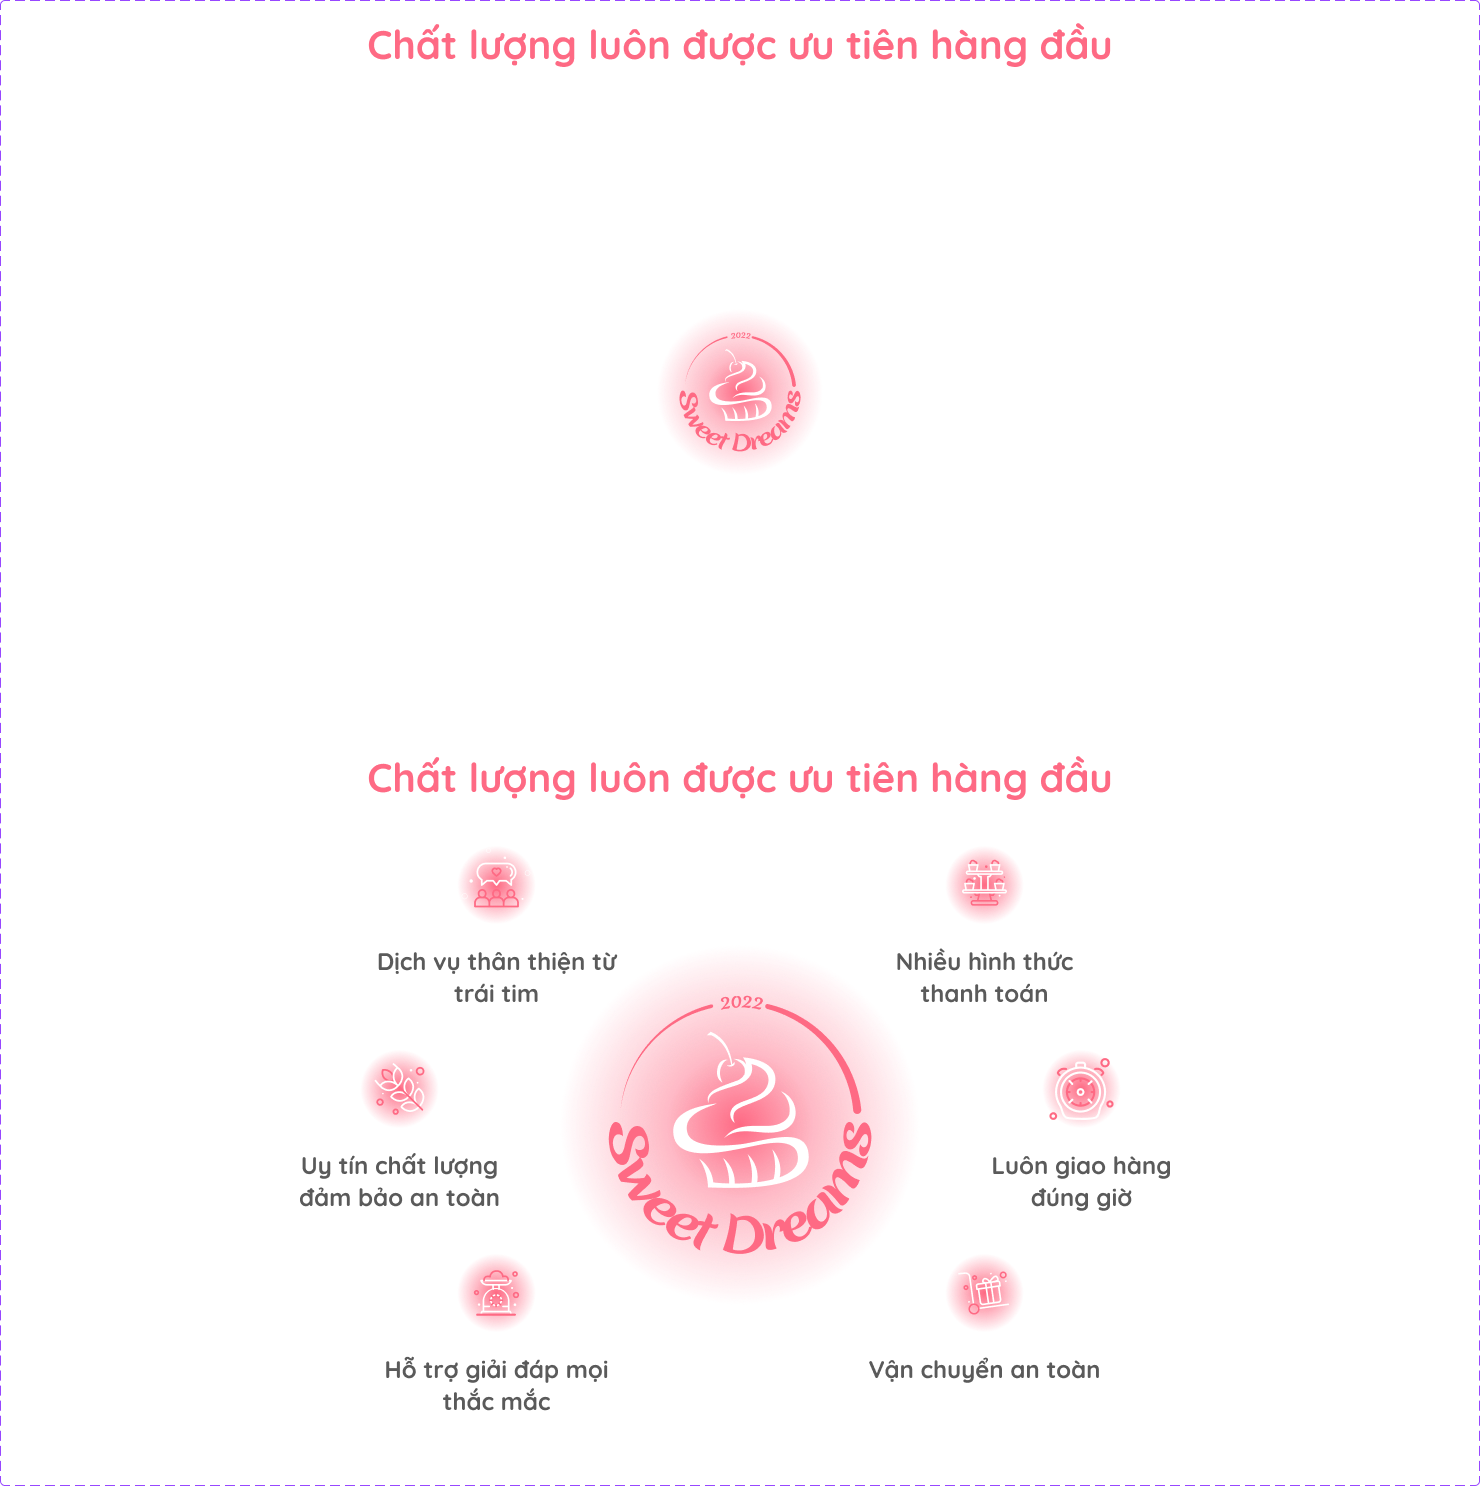 Chất lượng luôn được ưu tiên hàng đầu
2022
Sweet Dreams
Chất lượng luôn được ưu tiên hàng đầu
Dịch vụ thân thiện từ
trái tim
Nhiều hình thức
thanh toán
2022
Sweet Dreams
Uy tín chất lượng
đảm bảo an toàn
Luôn giao hàng
đúng giờ
Hỗ trợ giải đáp mọi
thắc mắc
Vận chuyển an toàn